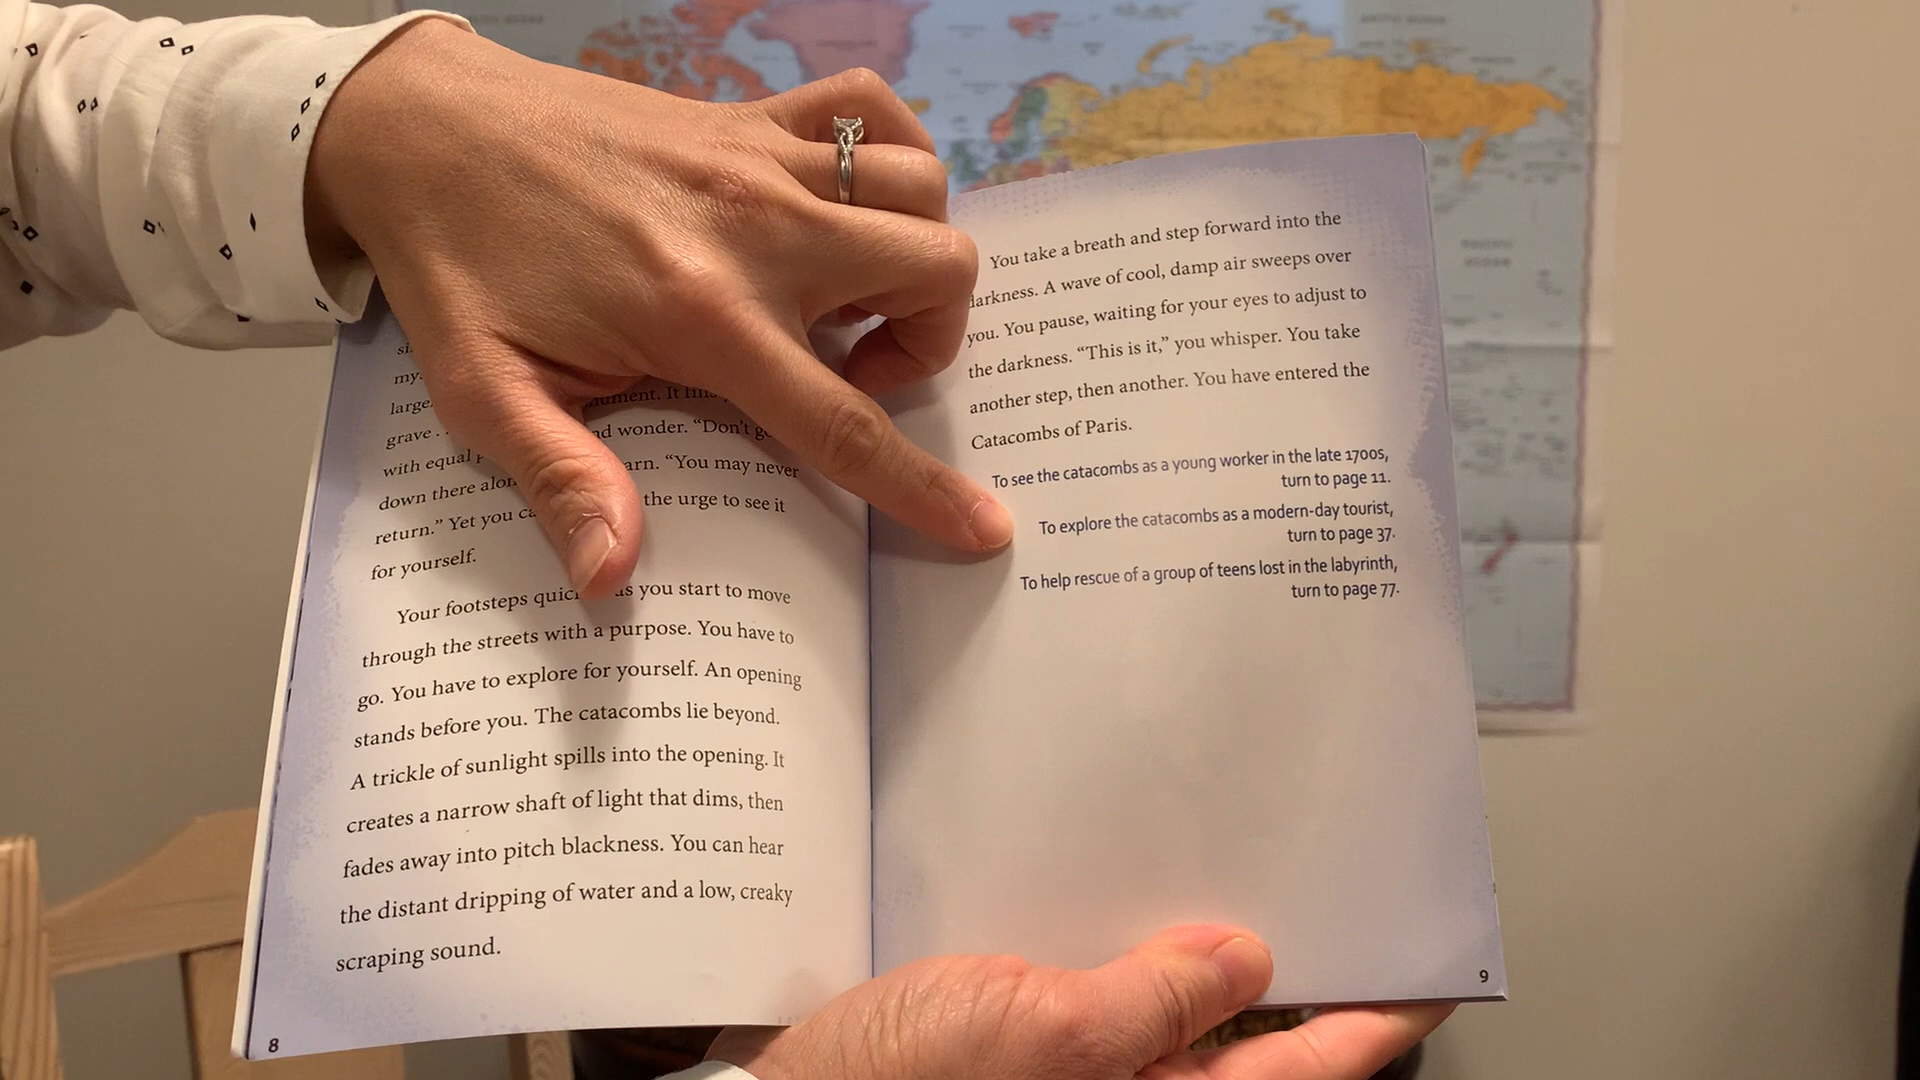 my
large
grave . .
nument. It
with equal
nd wonder. "Don't
down there alon
arn. "You may never
return." Yet you ca
the urge to see it
for yourself.
Your footsteps quic as you start to move
through the streets with a purpose. You have to
go. You have to explore for yourself. An opening
stands before you. The catacombs lie beyond.
A trickle of sunlight spills into the opening. It
creates a narrow shaft of light that dims, then
fades away into pitch blackness. You can hear
the distant dripping of water and a low, creaky
scraping sound.
8
You take a breath and step forward into the
darkness. A wave of cool, damp air sweeps over
you. You pause, waiting for your eyes to adjust to
the darkness. "This is it," you whisper. You take
another step, then another. You have entered the
Catacombs of Paris.
To see the catacombs as a young worker in the late 1700s,
turn to page 11.
To explore the catacombs as a modern-day tourist,
turn to page 37.
To help rescue of a group of teens lost in the labyrinth,
turn to page 77.
9